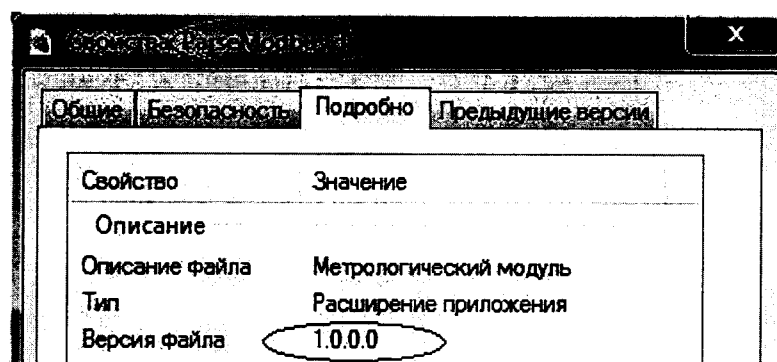 X
Общие Безопасность Подробно Предыдущие версии
Свойство Значение
Описание
Описание файла Метрологический модуль
Тип Расширение приложения
Версия файла 1.0.0.0